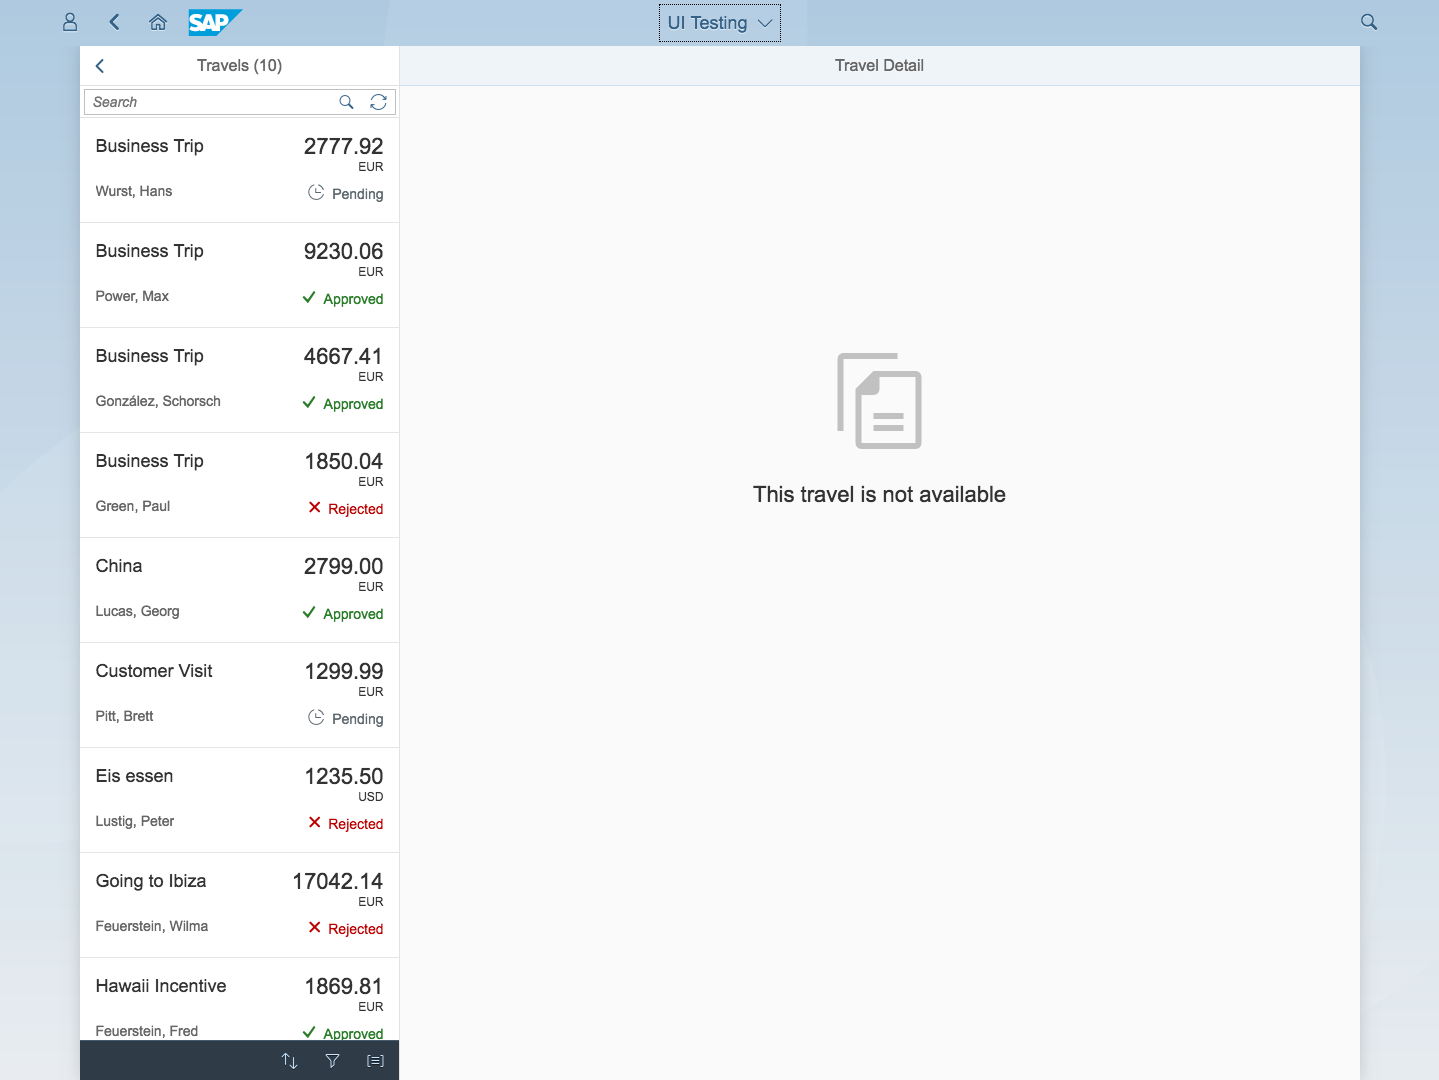 SAP
UI Testing
Travels (10)
Travel Detail
Search
Business Trip
2777.92
EUR
Wurst, Hans
Pending
Business Trip
9230.06
EUR
Power, Max
Approved
Business Trip
4667.41
EUR
González, Schorsch
Approved
Business Trip
1850.04
EUR
Green, Paul
Rejected
China
2799.00
EUR
Lucas, Georg
Approved
Customer Visit
1299.99
EUR
Pitt, Brett
Pending
Eis essen
1235.50
USD
Lustig, Peter
Rejected
Going to Ibiza
17042.14
EUR
Feuerstein, Wilma
Rejected
Hawaii Incentive
1869.81
EUR
Feuerstein, Fred
Approved
This travel is not available